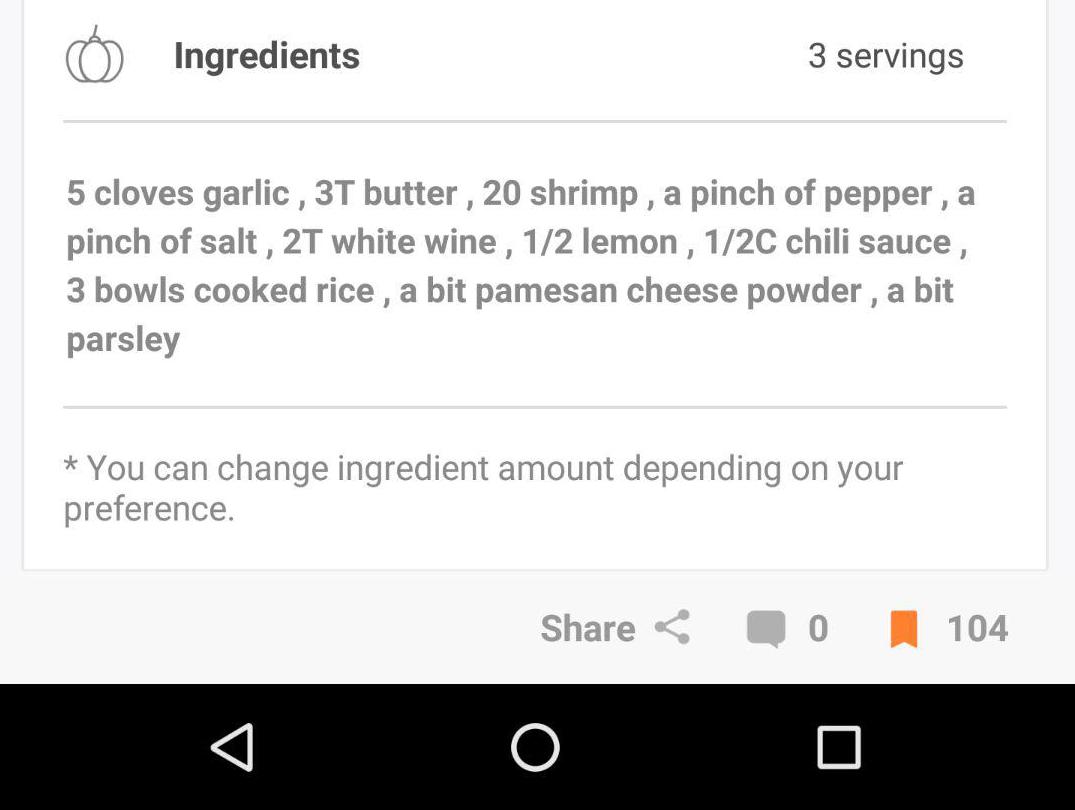 Ingredients 3 servings
5 cloves garlic , 3T butter , 20 shrimp , a pinch of pepper , a
pinch of salt , 2T white wine , 1/2 lemon , 1/2C chili sauce ,
3 bowls cooked rice , a bit pamesan cheese powder , a bit
parsley
* You can change ingredient amount depending on your
preference.
Share 0 104